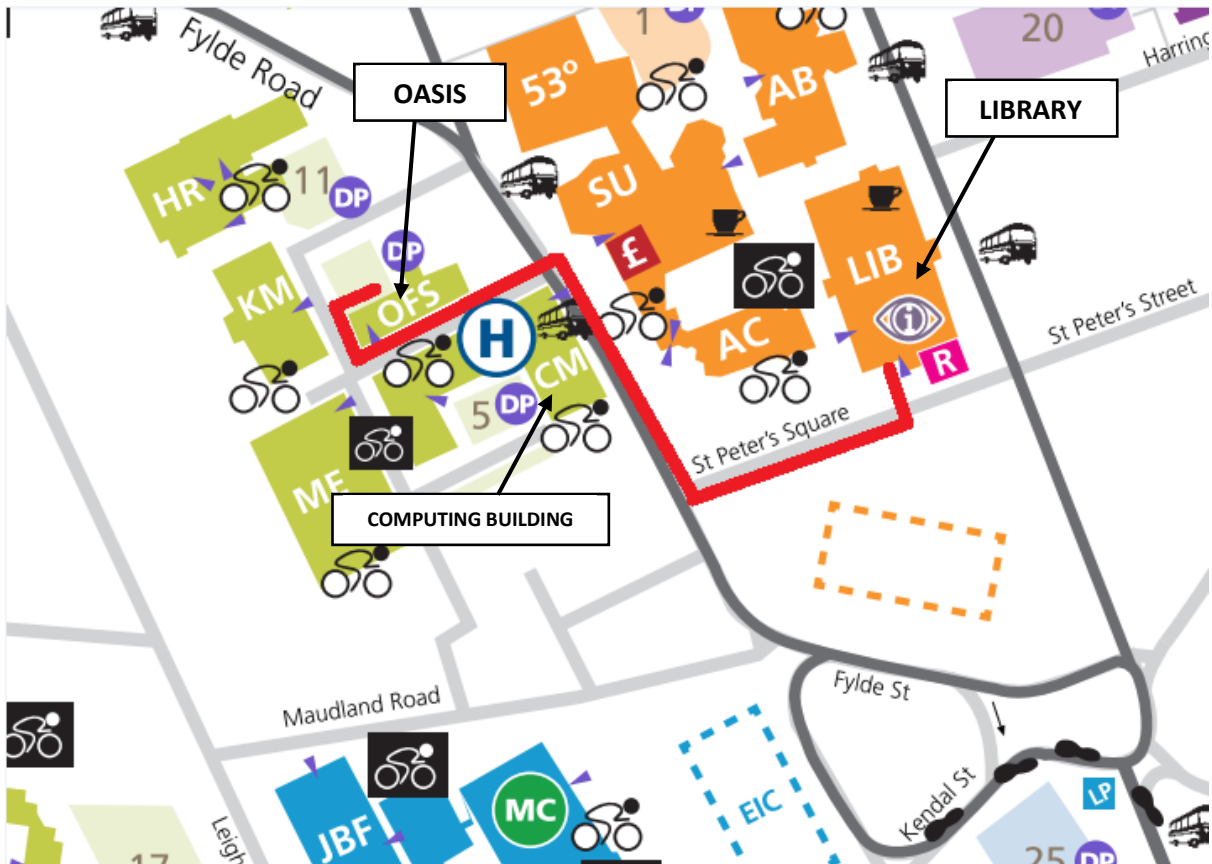 Fylde Road
1
DP
20
DP
Harring
OASIS
53°
AB
LIBRARY
HR
11
DP
SU
DP
£
KM
OFS
LIB
i
H
AC
R
St Peter's Street
CM
5
DP
St Peter's Square
ME
COMPUTING BUILDING
Fylde St
Maudland Road
Kendal St
LP
EIC
MC
JBF
Leigh
17
25
DP